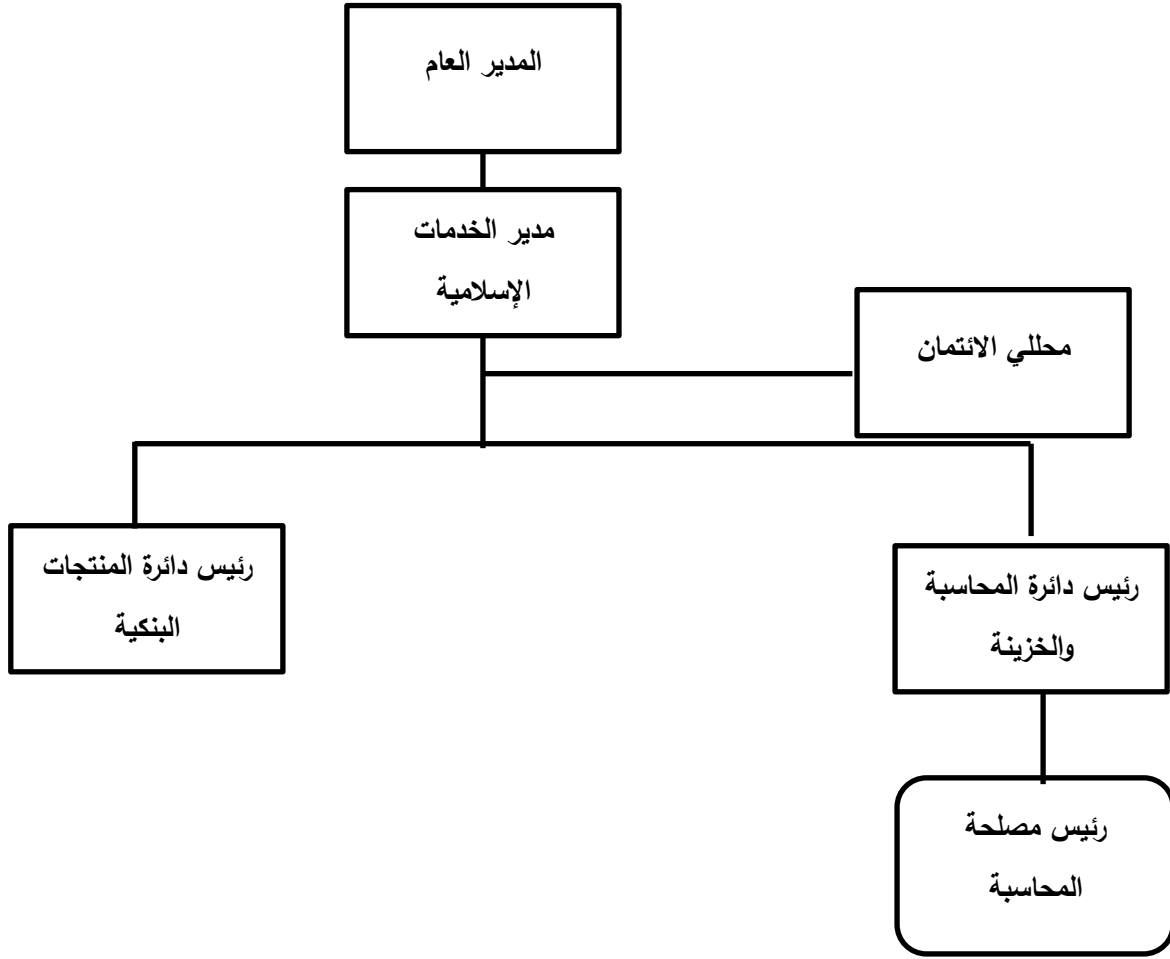 المدير العام
مدير الخدمات
الإسلامية
محللي الائتمان
رئيس دائرة المحاسبة
والخزينة
رئيس دائرة المنتجات
البنكية
رئيس مصلحة
المحاسبة